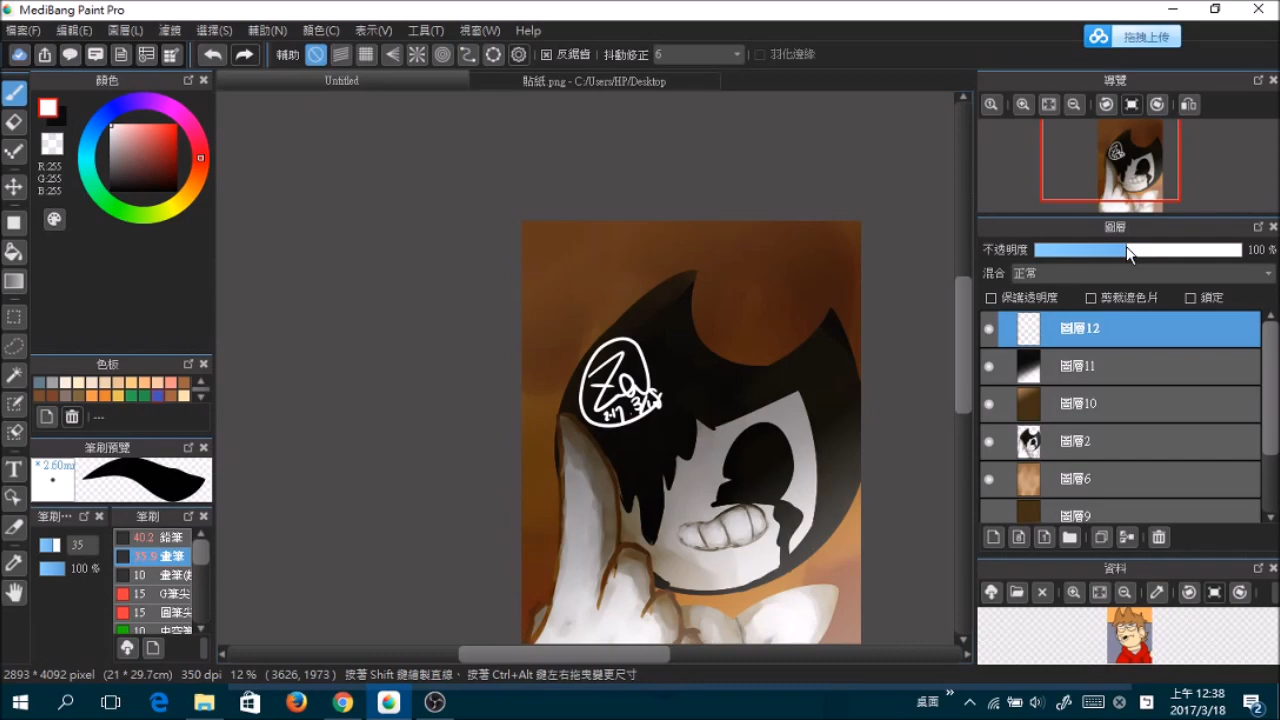 MediBang Paint Pro
檔案(F) 編輯(E) 圖層(L) 濾鏡 選擇(S) 輔助(N) 顏色(C) 表示(V) 工具(T) 視窗(W) Help
拖拽上传
輔助 反鋸齒 抖動修正 6 羽化邊緣
顏色
Untitled
貼紙.png - C:/Users/HP/Desktop
導覽
R:255
G:255
B:255
圖層
不透明度 100 %
混合 正常
保護透明度 剪裁遮色片 鎖定
圖層12
圖層11
圖層10
圖層2
圖層6
圖層9
色板
---
筆刷預覽
* 2.60mm
筆刷⋯ 筆刷
35
100 %
40.2 鉛筆
35.9 畫筆
10 畫筆(
15 G筆尖
15 圓筆尖
10
資料
2893 * 4092 pixel (21 * 29.7cm) 350 dpi 12 % ( 3626, 1973 ) 按著 Shift 鍵繪製直線、 按著 Ctrl+Alt 鍵左右拖曳變更尺寸
桌面
上午 12:38
2017/3/18
2